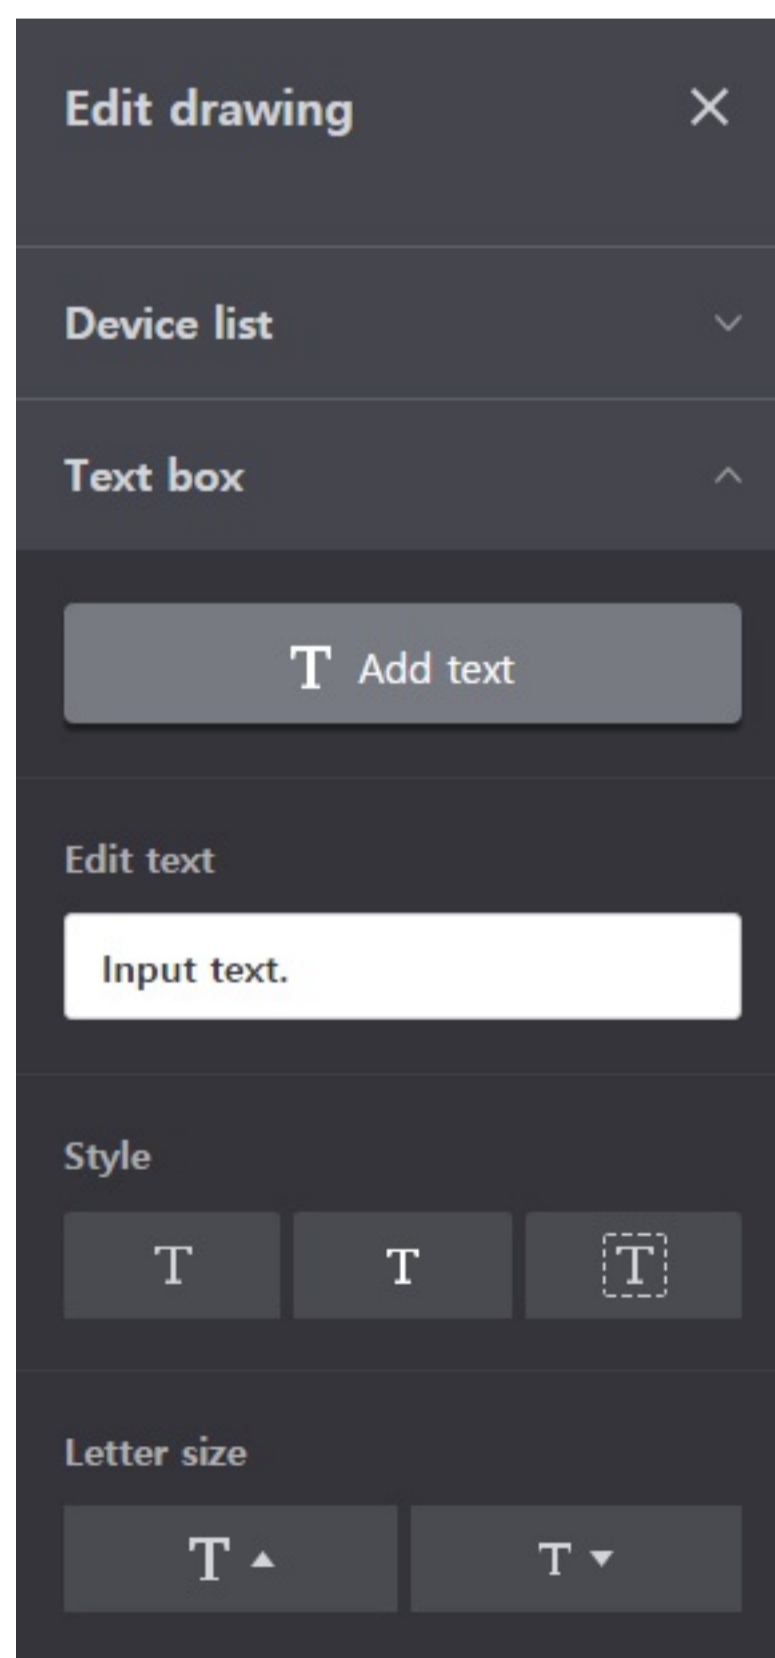 Edit drawing
Device list
Text box
T Add text
Edit text
Input text.
Style
T T T
Letter size
T T